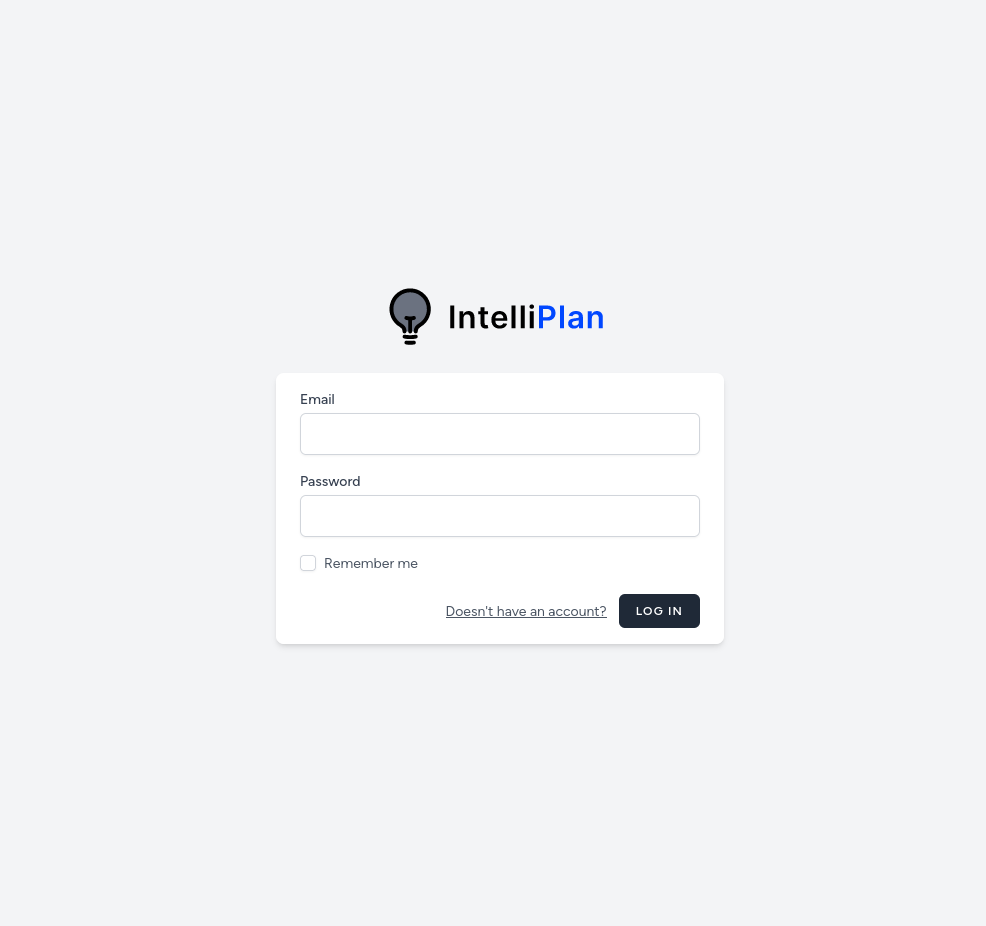 IntelliPlan
Email
Password
Remember me
Doesn't have an account?
LOG IN